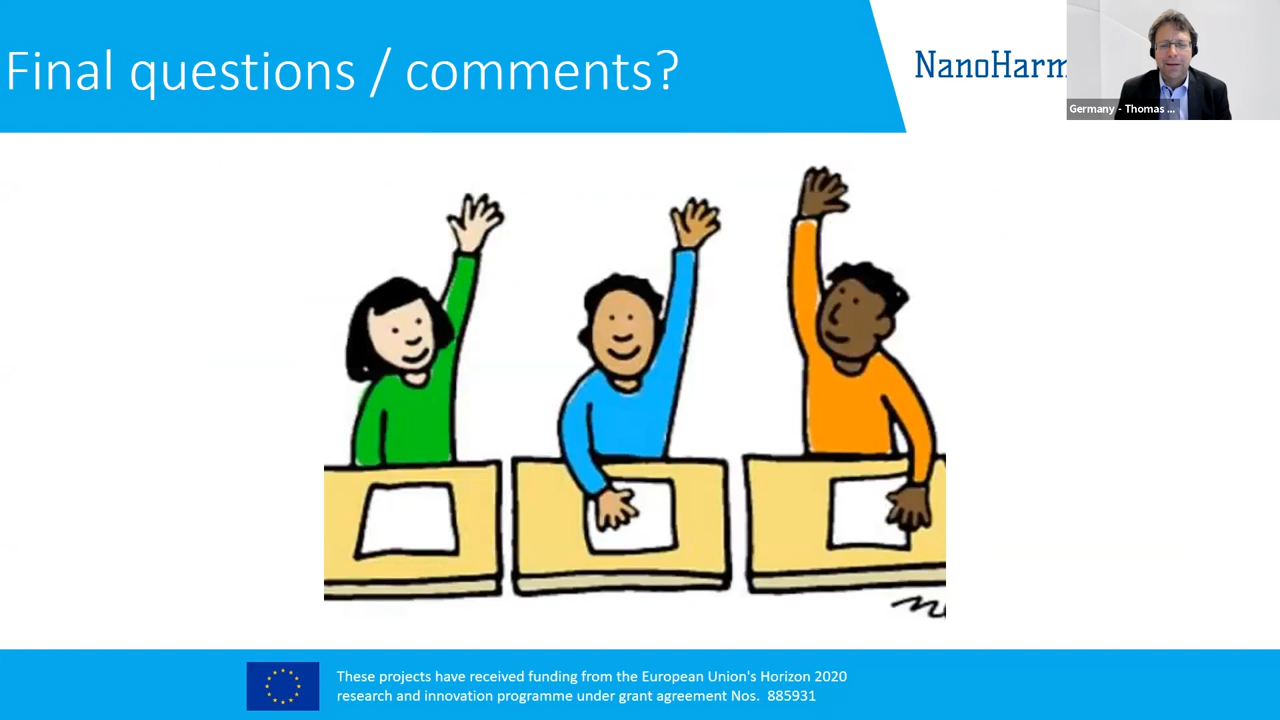 Final questions / comments?
NanoHarm
Germany - Thomas ...
These projects have received funding from the European Union's Horizon 2020
research and innovation programme under grant agreement Nos. 885931